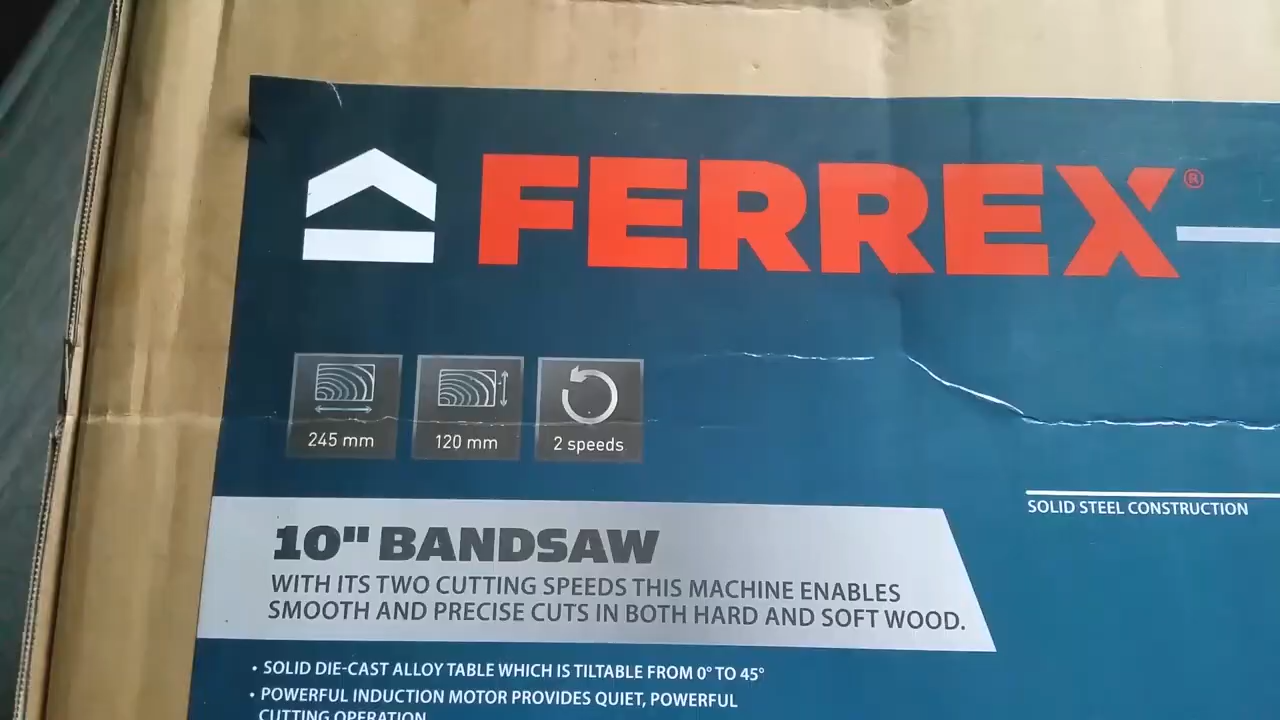 FERREX®
245 mm
120 mm
2 speeds
SOLID STEEL CONSTRUCTION
10" BANDSAW
WITH ITS TWO CUTTING SPEEDS THIS MACHINE ENABLES
SMOOTH AND PRECISE CUTS IN BOTH HARD AND SOFT WOOD.
• SOLID DIE-CAST ALLOY TABLE WHICH IS TILTABLE FROM 0° TO 45°
• POWERFUL INDUCTION MOTOR PROVIDES QUIET, POWERFUL
CUTTING OPERATION